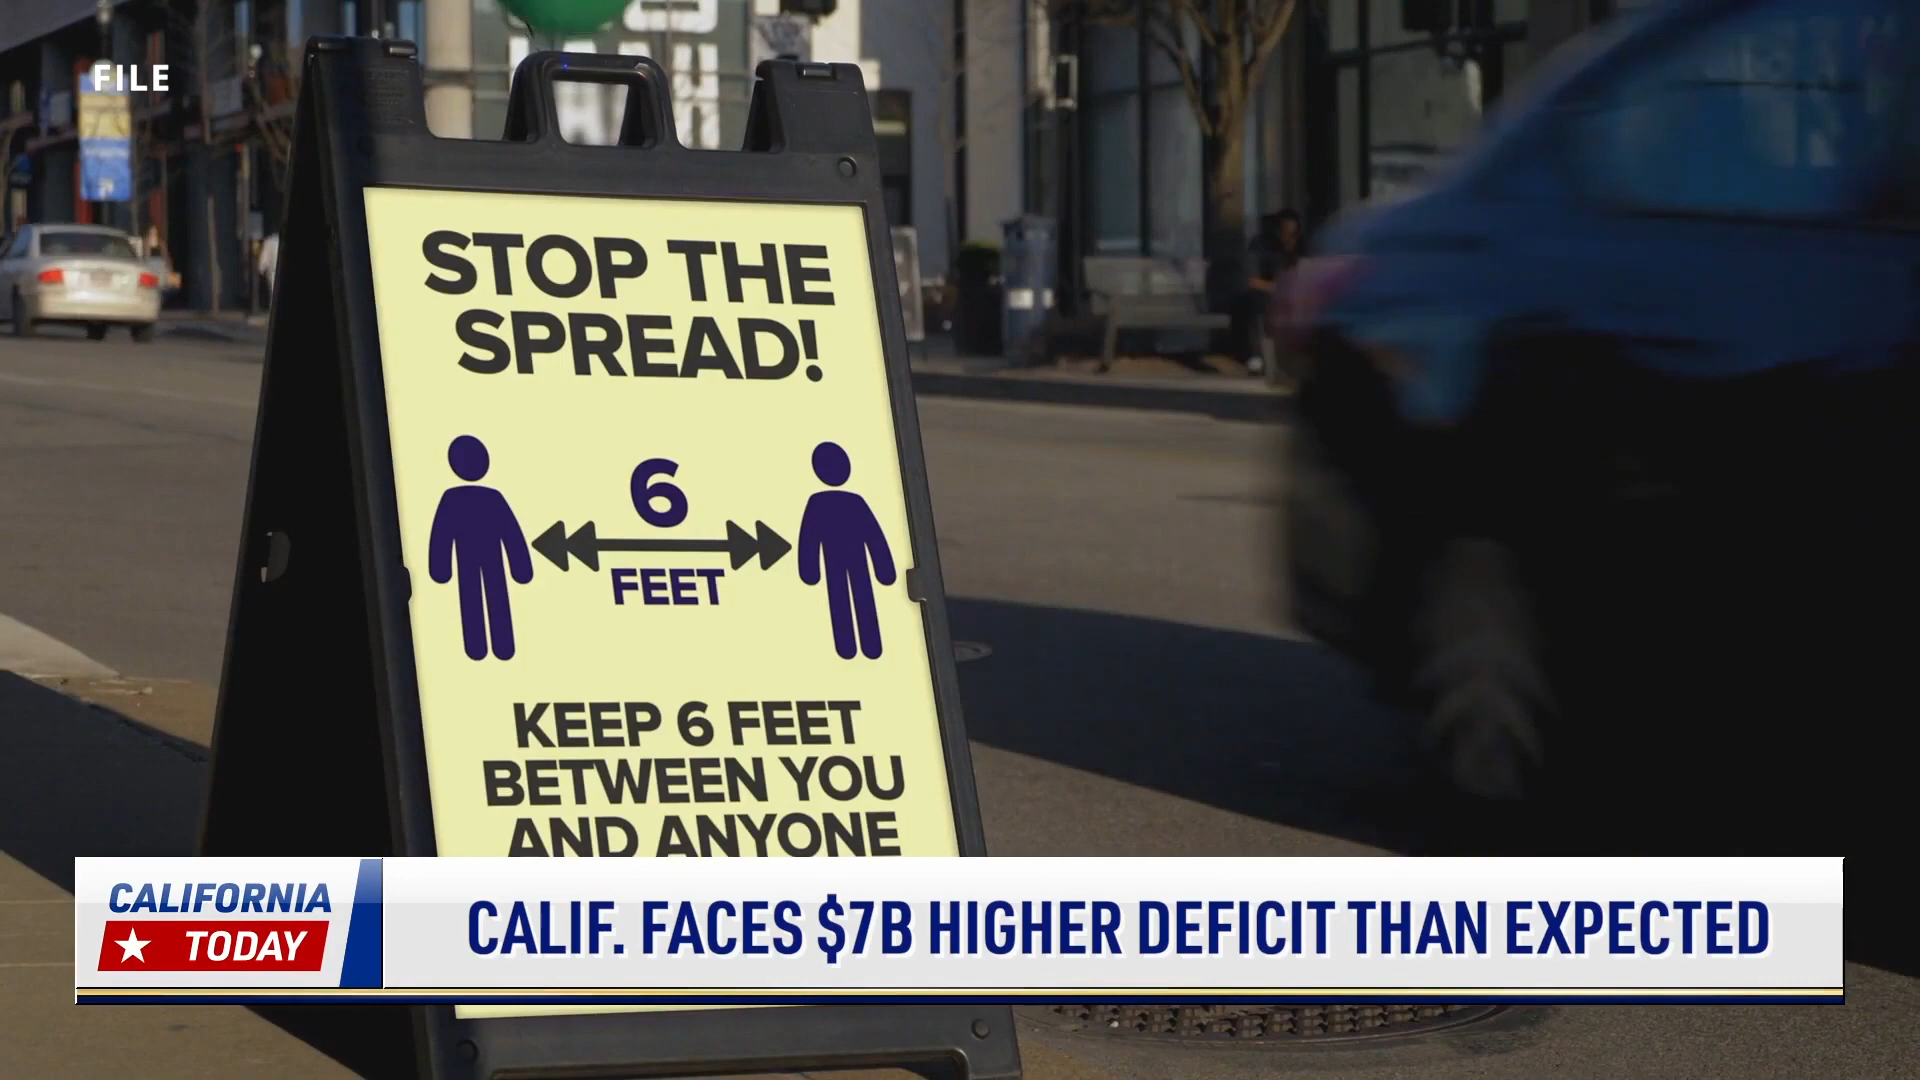 FILE
STOP THE
SPREAD!
6
FEET
KEEP 6 FEET
BETWEEN YOU
AND ANYONE
CALIFORNIA
TODAY
CALIF. FACES $7B HIGHER DEFICIT THAN EXPECTED